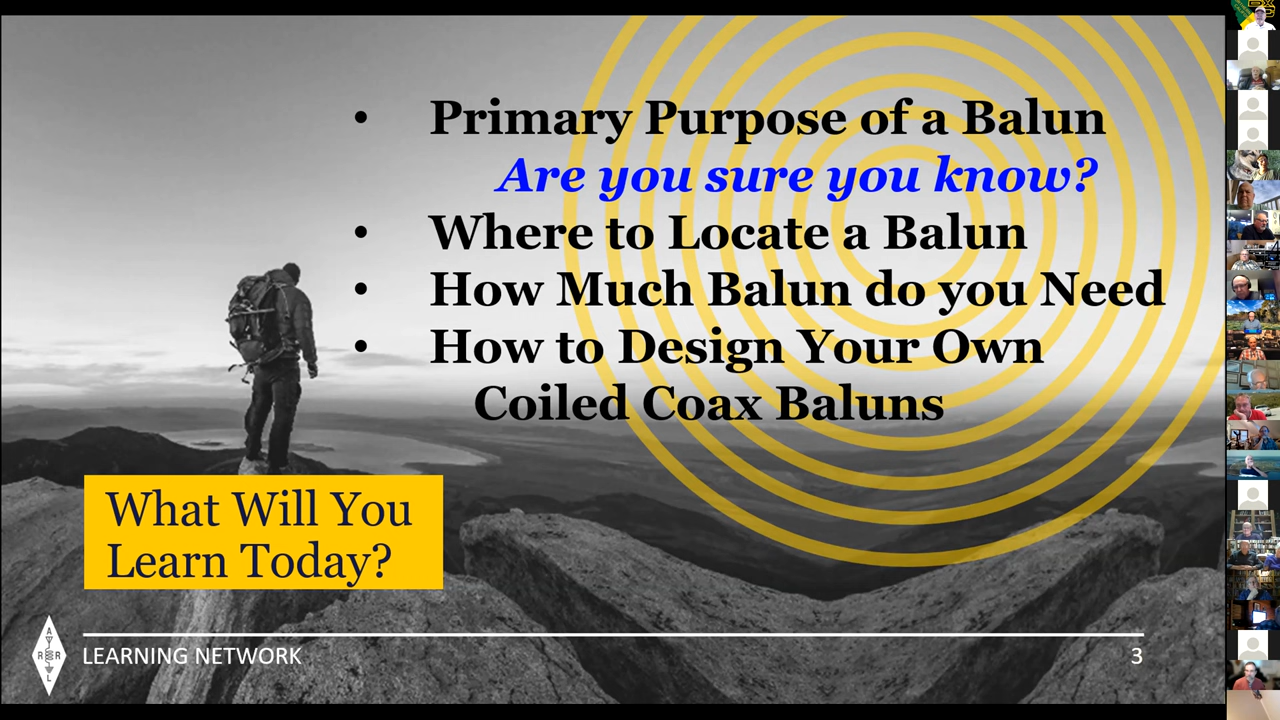 • Primary Purpose of a Balun
Are you sure you know?
• Where to Locate a Balun
• How Much Balun do you Need
• How to Design Your Own
Coiled Coax Baluns
What Will You
Learn Today?
A
R R
L
LEARNING NETWORK
3